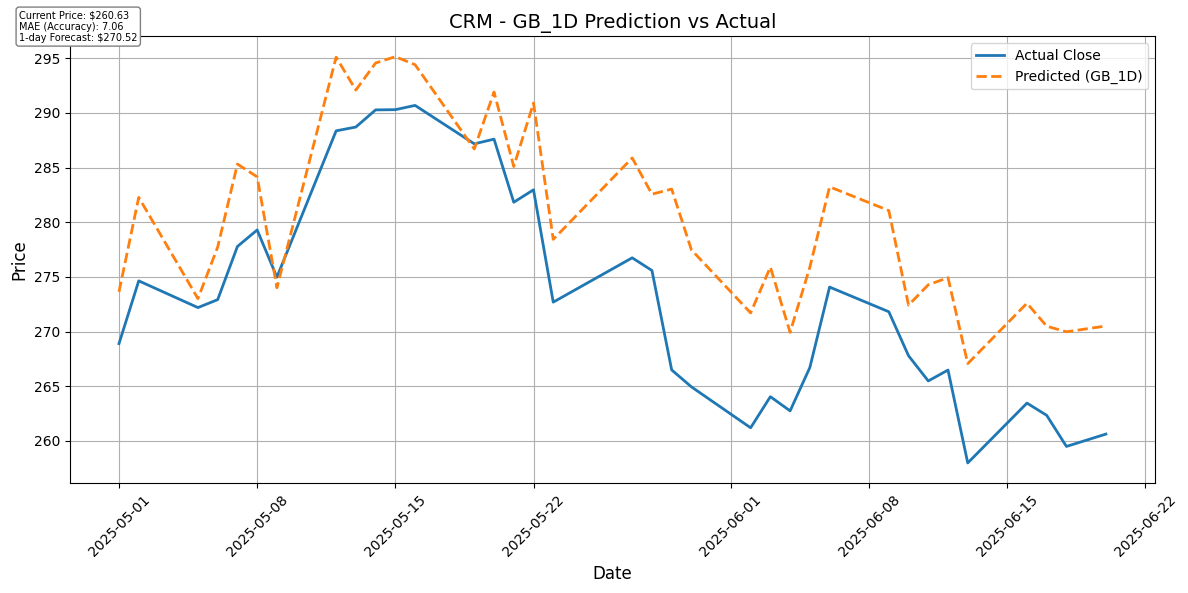 CRM - GB_1D Prediction vs Actual
Current Price: $260.63
MAE (Accuracy): 7.06
1-day Forecast: $270.52
Actual Close
Predicted (GB_1D)
Price
295
290
285
280
275
270
265
260
2025-05-01
2025-05-08
2025-05-15
2025-05-22
2025-06-01
2025-06-08
2025-06-15
2025-06-22
Date